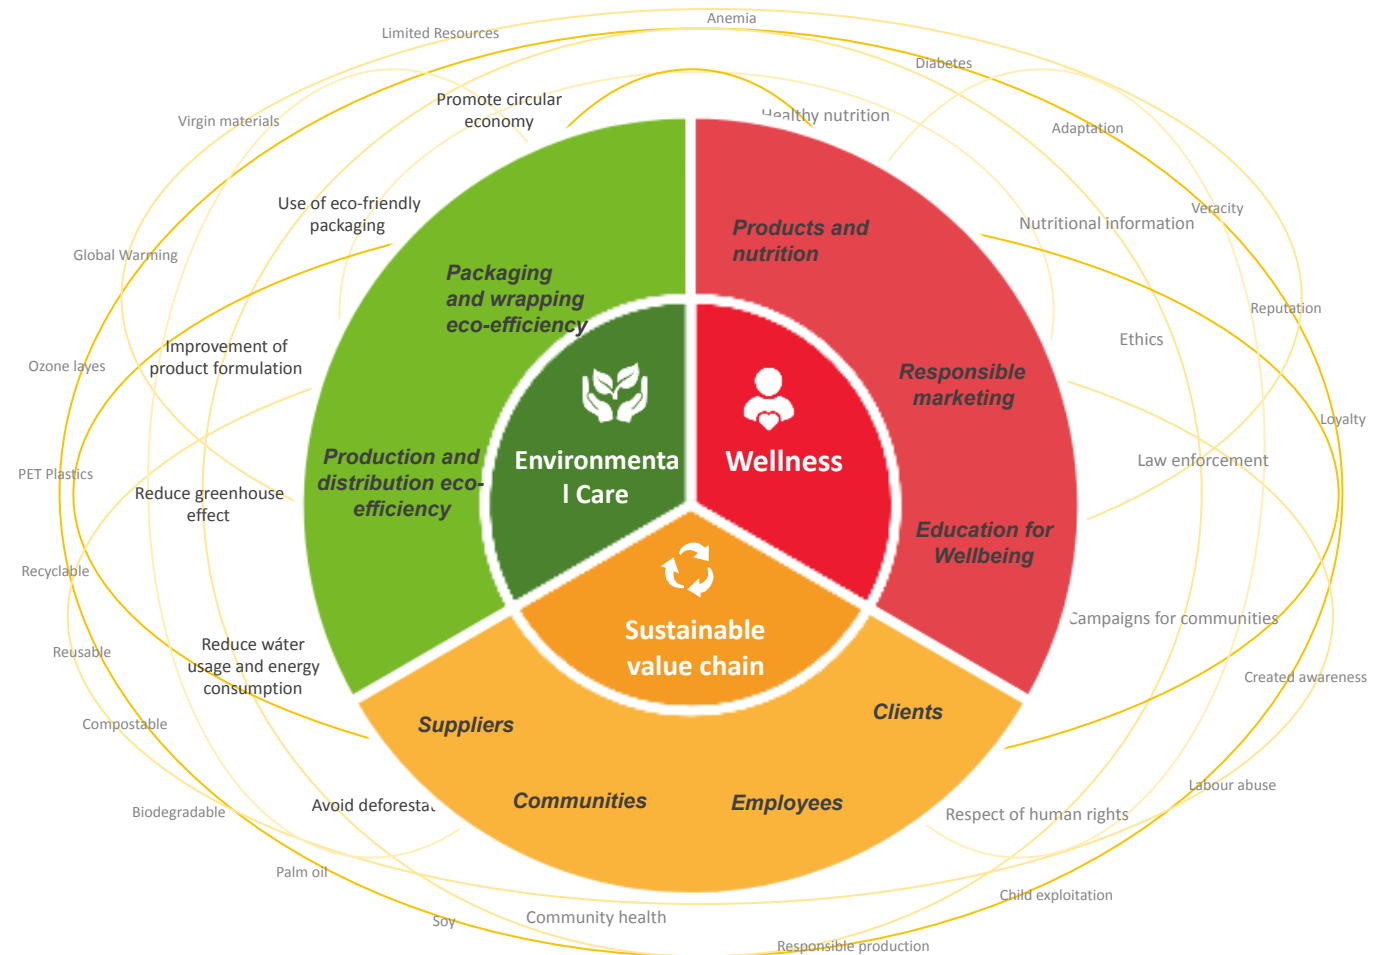 Anemia
Limited Resources
Diabetes
Promote circular
economy
Healthy nutrition
Virgin materials
Adaptation
Use of eco-friendly
packaging
Veracity
Nutritional information
Products and
nutrition
Global Warming
Packaging
and wrapping
eco-efficiency
Reputation
Ethics
Improvement of
product formulation
Ozone layes
Responsible
marketing
Loyalty
Environmenta
l Care
Wellness
Production and
distribution eco-
efficiency
Law enforcement
PET Plastics
Reduce greenhouse
effect
Education for
Wellbeing
Recyclable
Sustainable
value chain
Campaigns for communities
Reduce wáter
usage and energy
consumption
Reusable
Created awareness
Compostable
Suppliers
Clients
Labour abuse
Communities
Employees
Avoid deforestat
Biodegradable
Respect of human rights
Palm oil
Child exploitation
Soy
Community health
Responsible production